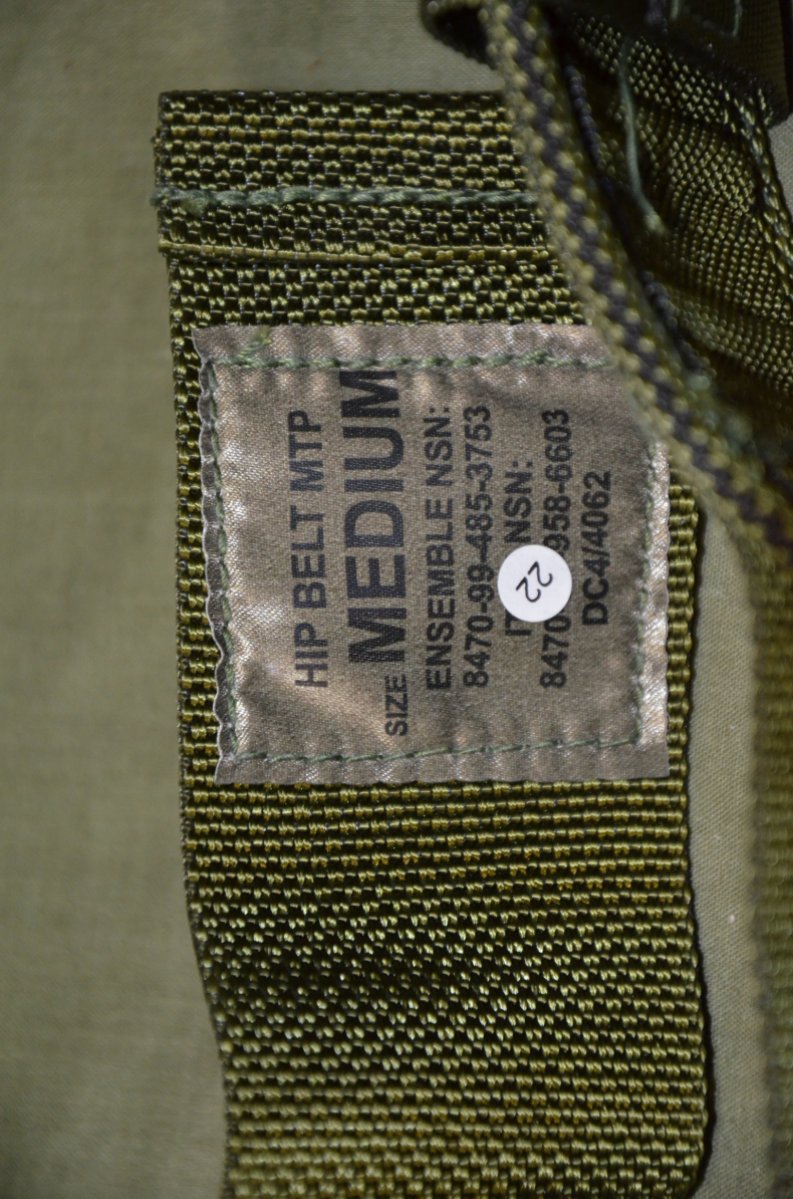 HIP BELT MTP
SIZE MEDIUM
ENSEMBLE NSN:
8470-99-485-3753
NSN:
8470 958-6603
DC4/4062
22